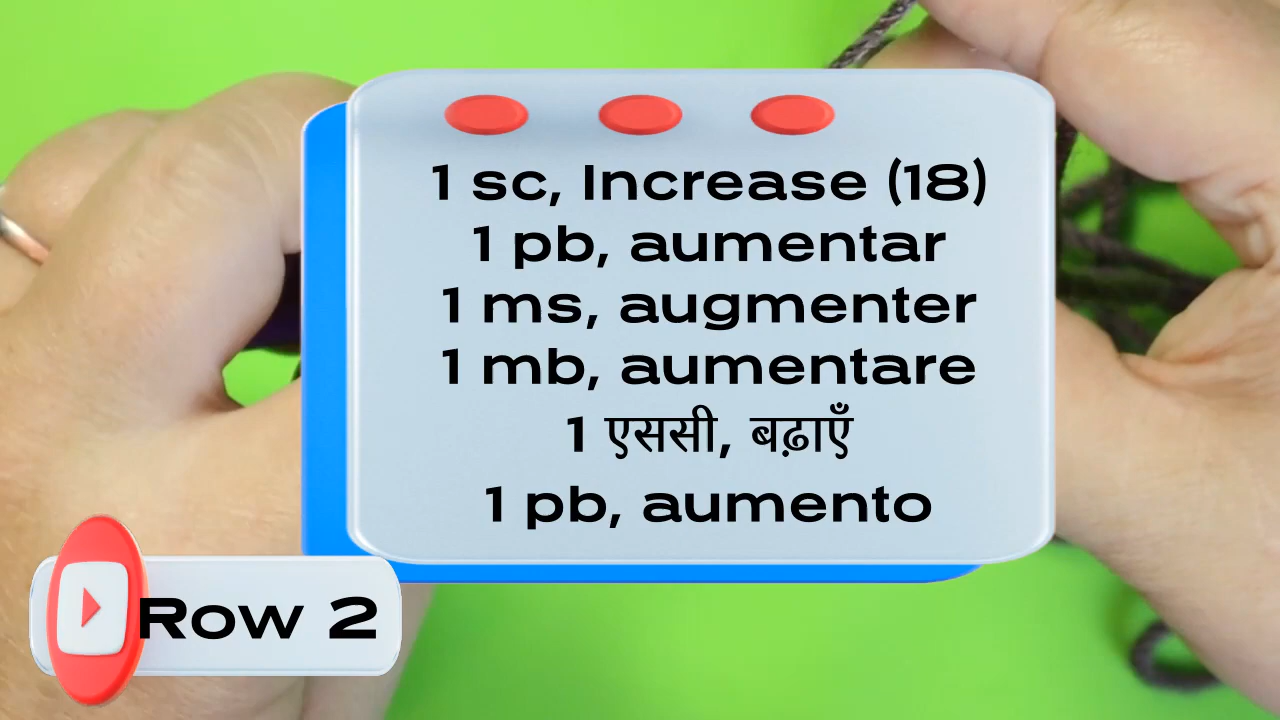 1 sc, Increase (18)
1 pb, aumentar
1 ms, augmenter
1 mb, aumentare
1 एससी, बढ़ाएँ
1 pb, aumento
Row 2